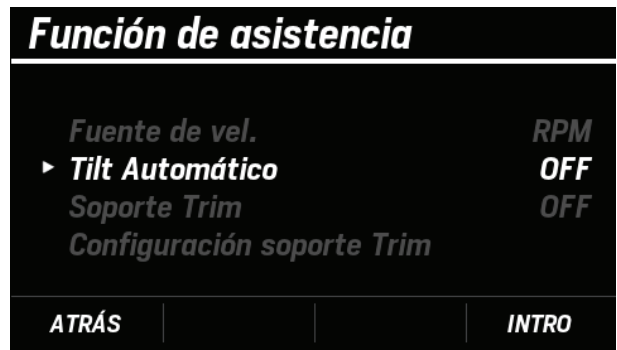 Función de asistencia
Fuente de vel. RPM
Tilt Automático OFF
Soporte Trim OFF
Configuración soporte Trim
ATRÁS INTRO